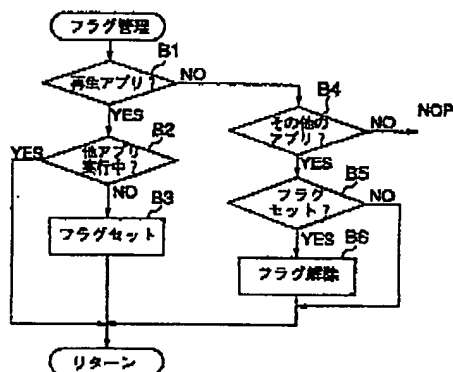 フラグ管理
B1
再生アプリ?
NO
YES
B2
他アプリ
実行中?
YES
NO
B3
フラグセット
B4
その他の
アプリ?
NO
NOP
YES
B5
フラグ
セット?
NO
YES
B6
フラグ解除
リターン